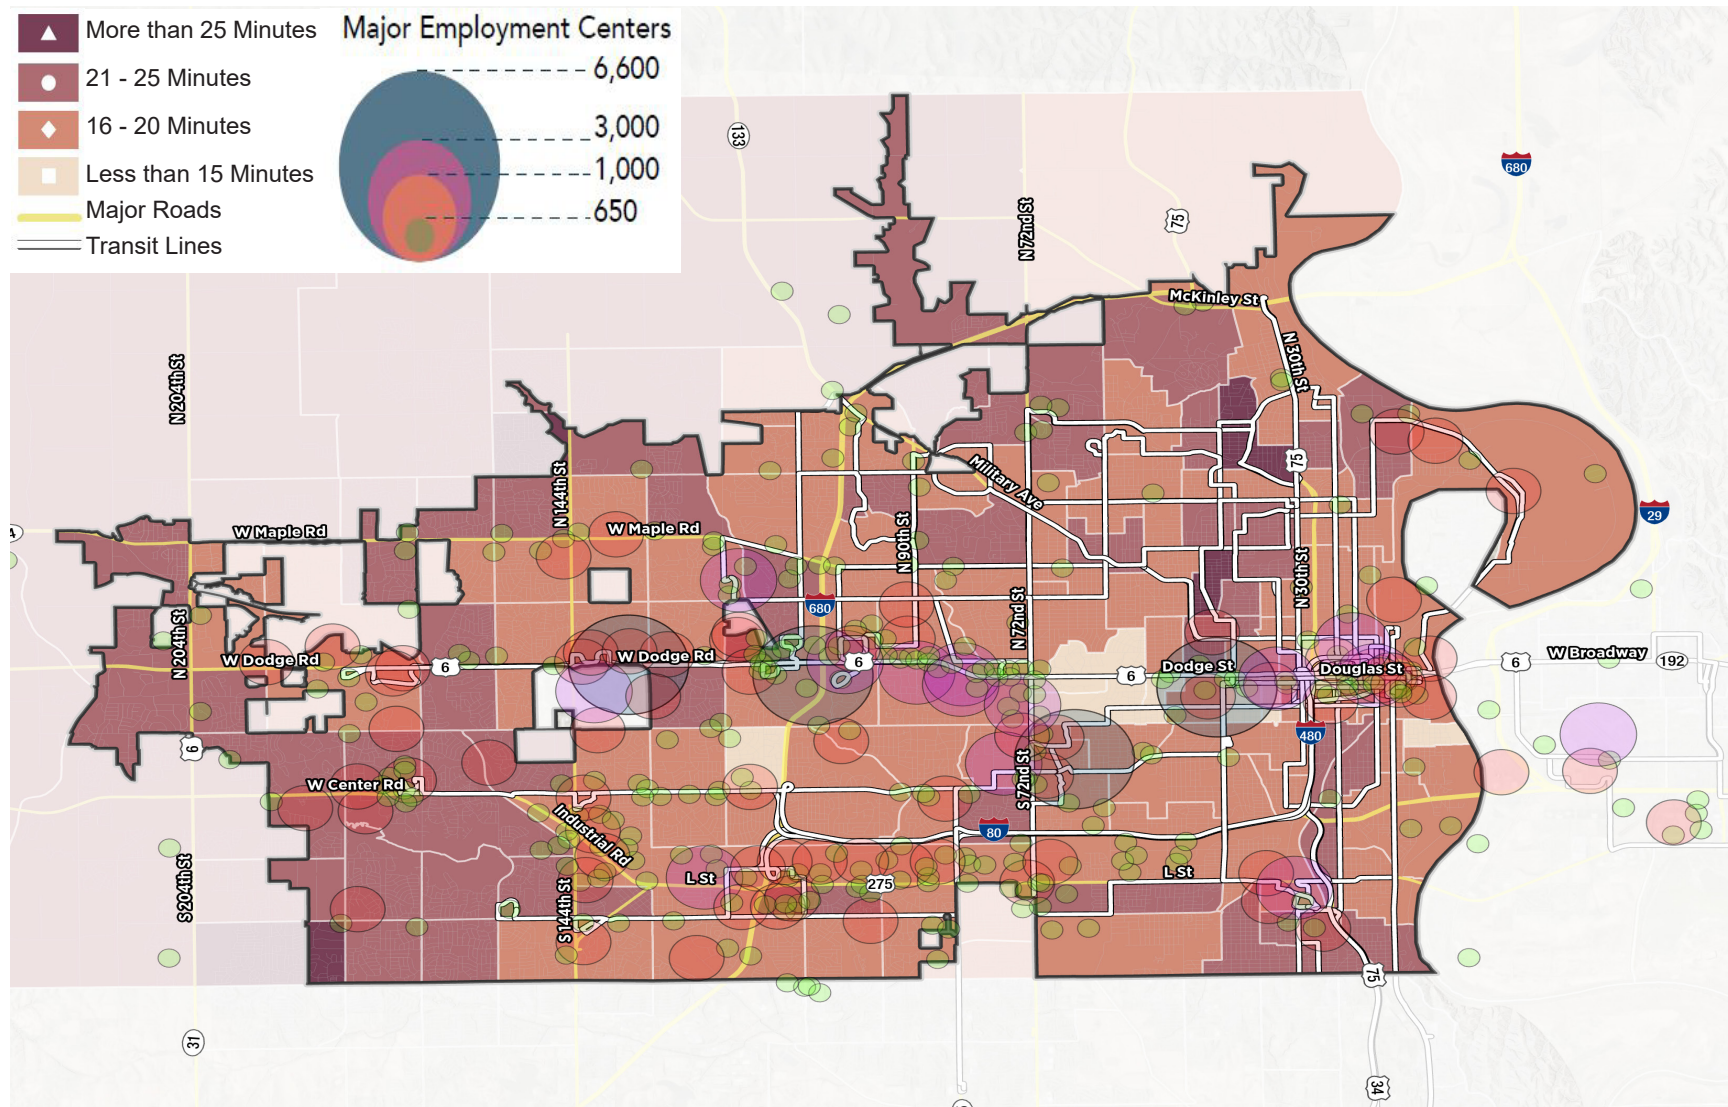 More than 25 Minutes
21 - 25 Minutes
16 - 20 Minutes
Less than 15 Minutes
Major Roads
Transit Lines
Major Employment Centers
6,600
3,000
1,000
650
133
680
75
N 72nd St
McKinley St
N 30th St
N 204th St
N 144th St
Military Ave
75
29
4
W Maple Rd
W Maple Rd
N 90th St
N 30th St
680
N 204th St
N 72nd St
W Dodge Rd
6
W Dodge Rd
6
6
Dodge St
Douglas St
6
W Broadway
192
6
480
W Center Rd
S 72nd St
Industrial Rd
80
S 204th St
S 144th St
L St
275
L St
75
31
34